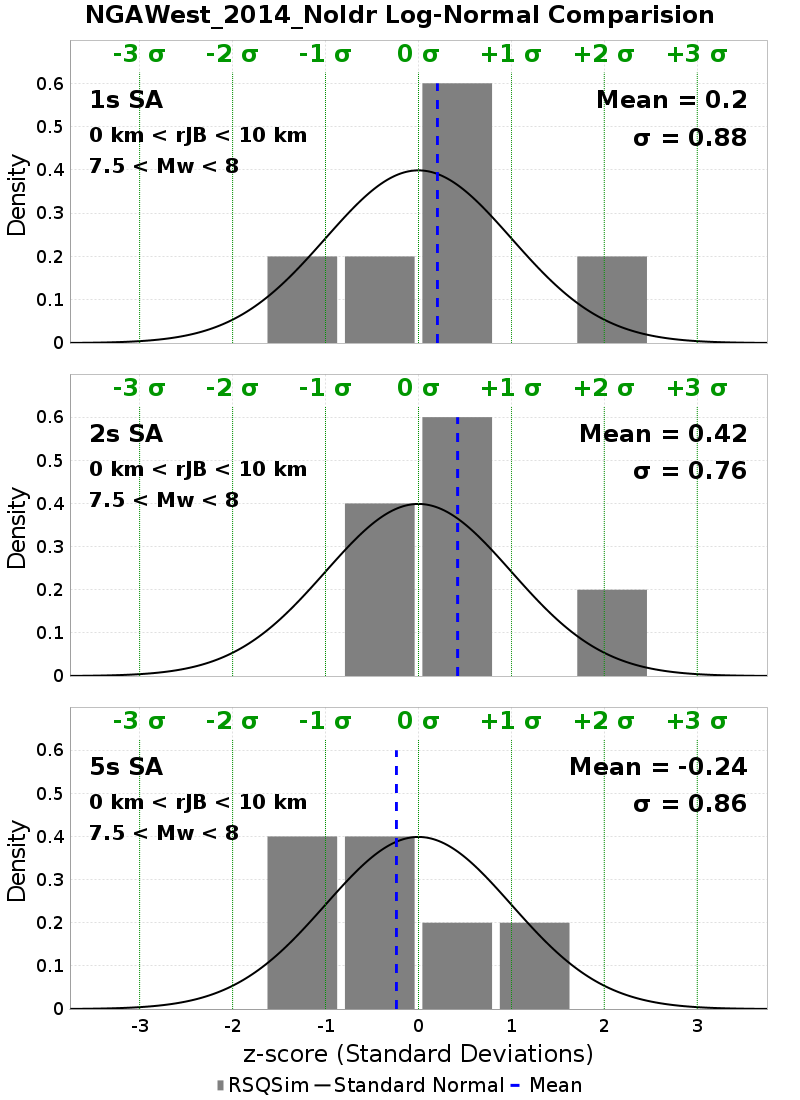 NGAWest_2014_NoIdr Log-Normal Comparision
-3 σ -2 σ -1 σ 0 σ +1 σ +2 σ +3 σ
1s SA
0 km < rJB < 10 km
7.5 < Mw < 8
Mean = 0.2
σ = 0.88
Density
0.6
0.5
0.4
0.3
0.2
0.1
0
-3 σ -2 σ -1 σ 0 σ +1 σ +2 σ +3 σ
2s SA
0 km < rJB < 10 km
7.5 < Mw < 8
Mean = 0.42
σ = 0.76
Density
0.6
0.5
0.4
0.3
0.2
0.1
0
-3 σ -2 σ -1 σ 0 σ +1 σ +2 σ +3 σ
5s SA
0 km < rJB < 10 km
7.5 < Mw < 8
Mean = -0.24
σ = 0.86
Density
0.6
0.5
0.4
0.3
0.2
0.1
0
-3 -2 -1 0 1 2 3
z-score (Standard Deviations)
RSQSim Standard Normal Mean